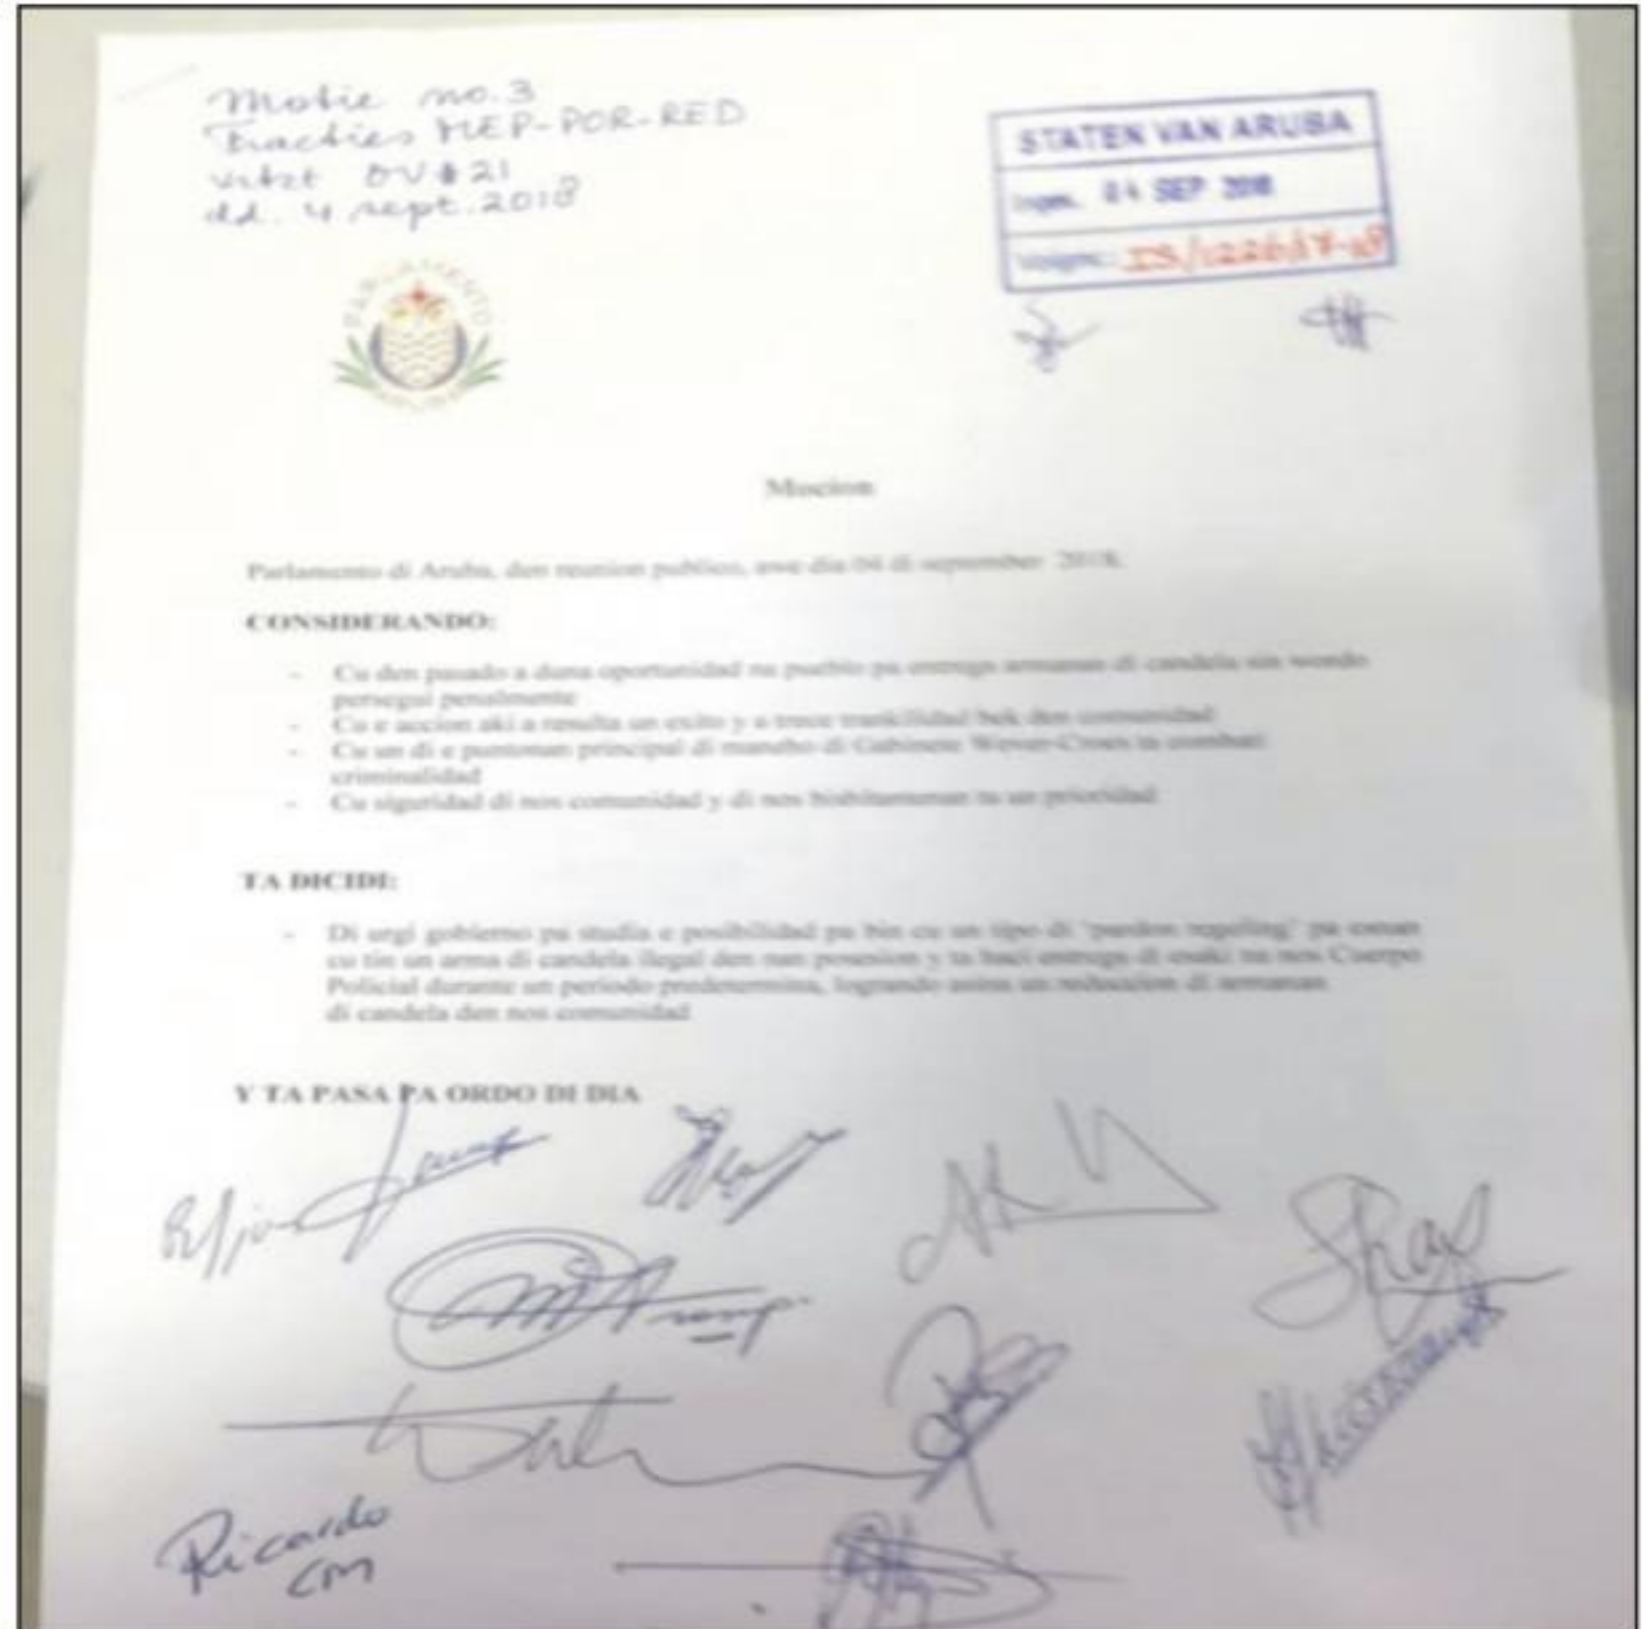 Motie no.3
Fracties MEP-POR-RED
vrtzt OV#21
dd. 4 sept. 2018
STATEN VAN ARUBA
Ingek. 04 SEP 2018
PARLAMENTO
Mocion
Parlamento di Aruba, den reunion publico, awe dia 04 di september 2018,
CONSIDERANDO:
- Cu den pasado a duna oportunidad na pueblo pa entrega armanan di candela sin wordo
persegui penalmente
- Cu e accion aki a resulta un exito y a trece trankilidad bek den comunidad
- Cu un di e puntonan principal di maneho di Gabinete Wever-Croes ta combati
criminalidad
- Cu siguridad di nos comunidad y di nos habitantenan ta un prioridad
TA DICIDI:
- Di urgi gobierno pa studia e posibilidad pa bin cu un tipo di 'pardon regeling' pa esnan
cu tin un arma di candela ilegal den nan posesion y ta haci entrega di esaki na nos Cuerpo
Policial durante un periodo predetermina, logrando asina un reduccion di armanan
di candela den nos comunidad
Y TA PASA PA ORDO DI DIA
Ricardo
CM